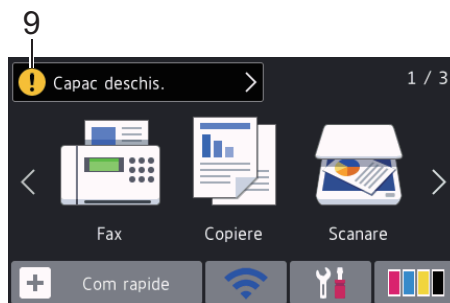 9
Capac deschis.
1 / 3
Fax
Copiere
Scanare
Com rapide